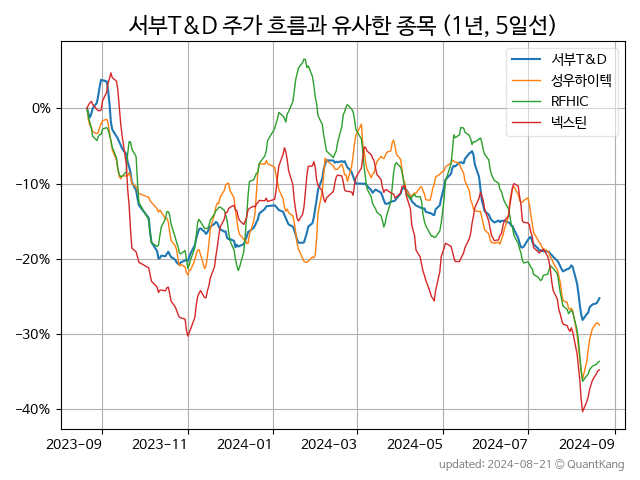 서부T&D 주가 흐름과 유사한 종목 (1년, 5일선)
서부T&D
성우하이텍
RFHIC
넥스틴
0%
−10%
−20%
−30%
−40%
2023-09 2023-11 2024-01 2024-03 2024-05 2024-07 2024-09
updated: 2024-08-21 © QuantKang